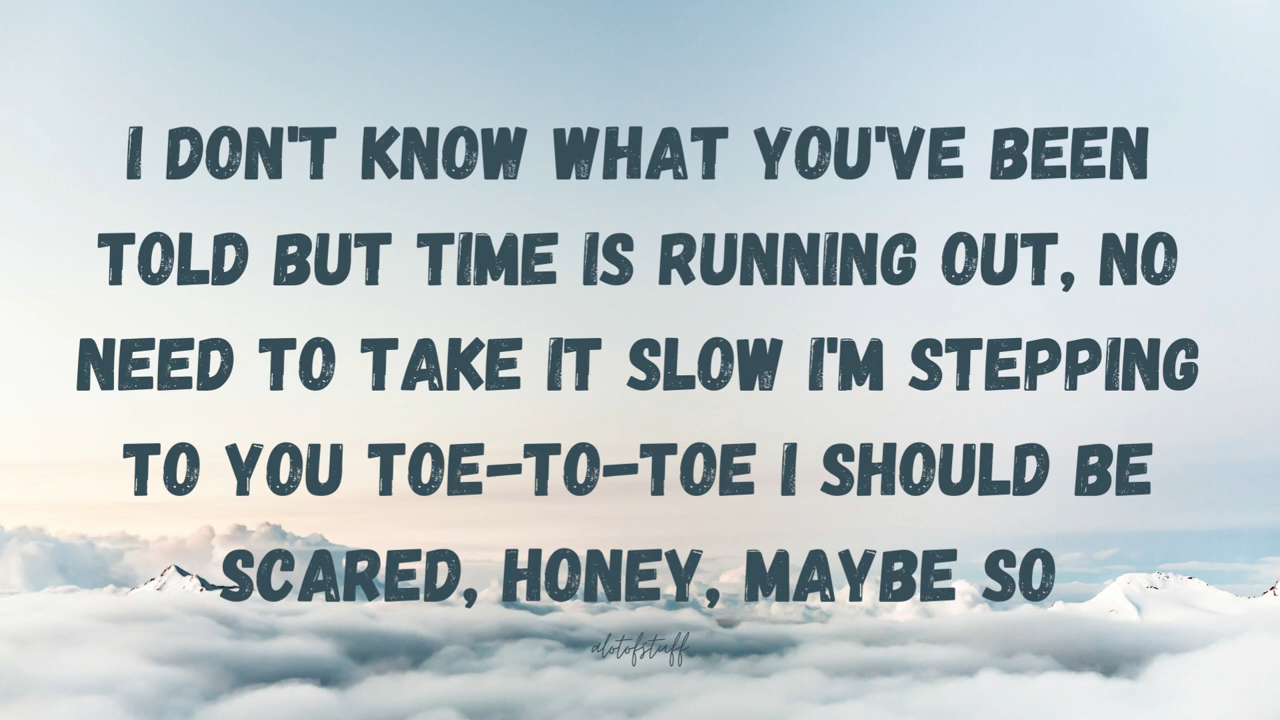 I DON'T KNOW WHAT YOU'VE BEEN
TOLD BUT TIME IS RUNNING OUT, NO
NEED TO TAKE IT SLOW I'M STEPPING
TO YOU TOE-TO-TOE I SHOULD BE
SCARED, HONEY, MAYBE SO
alotofstuff